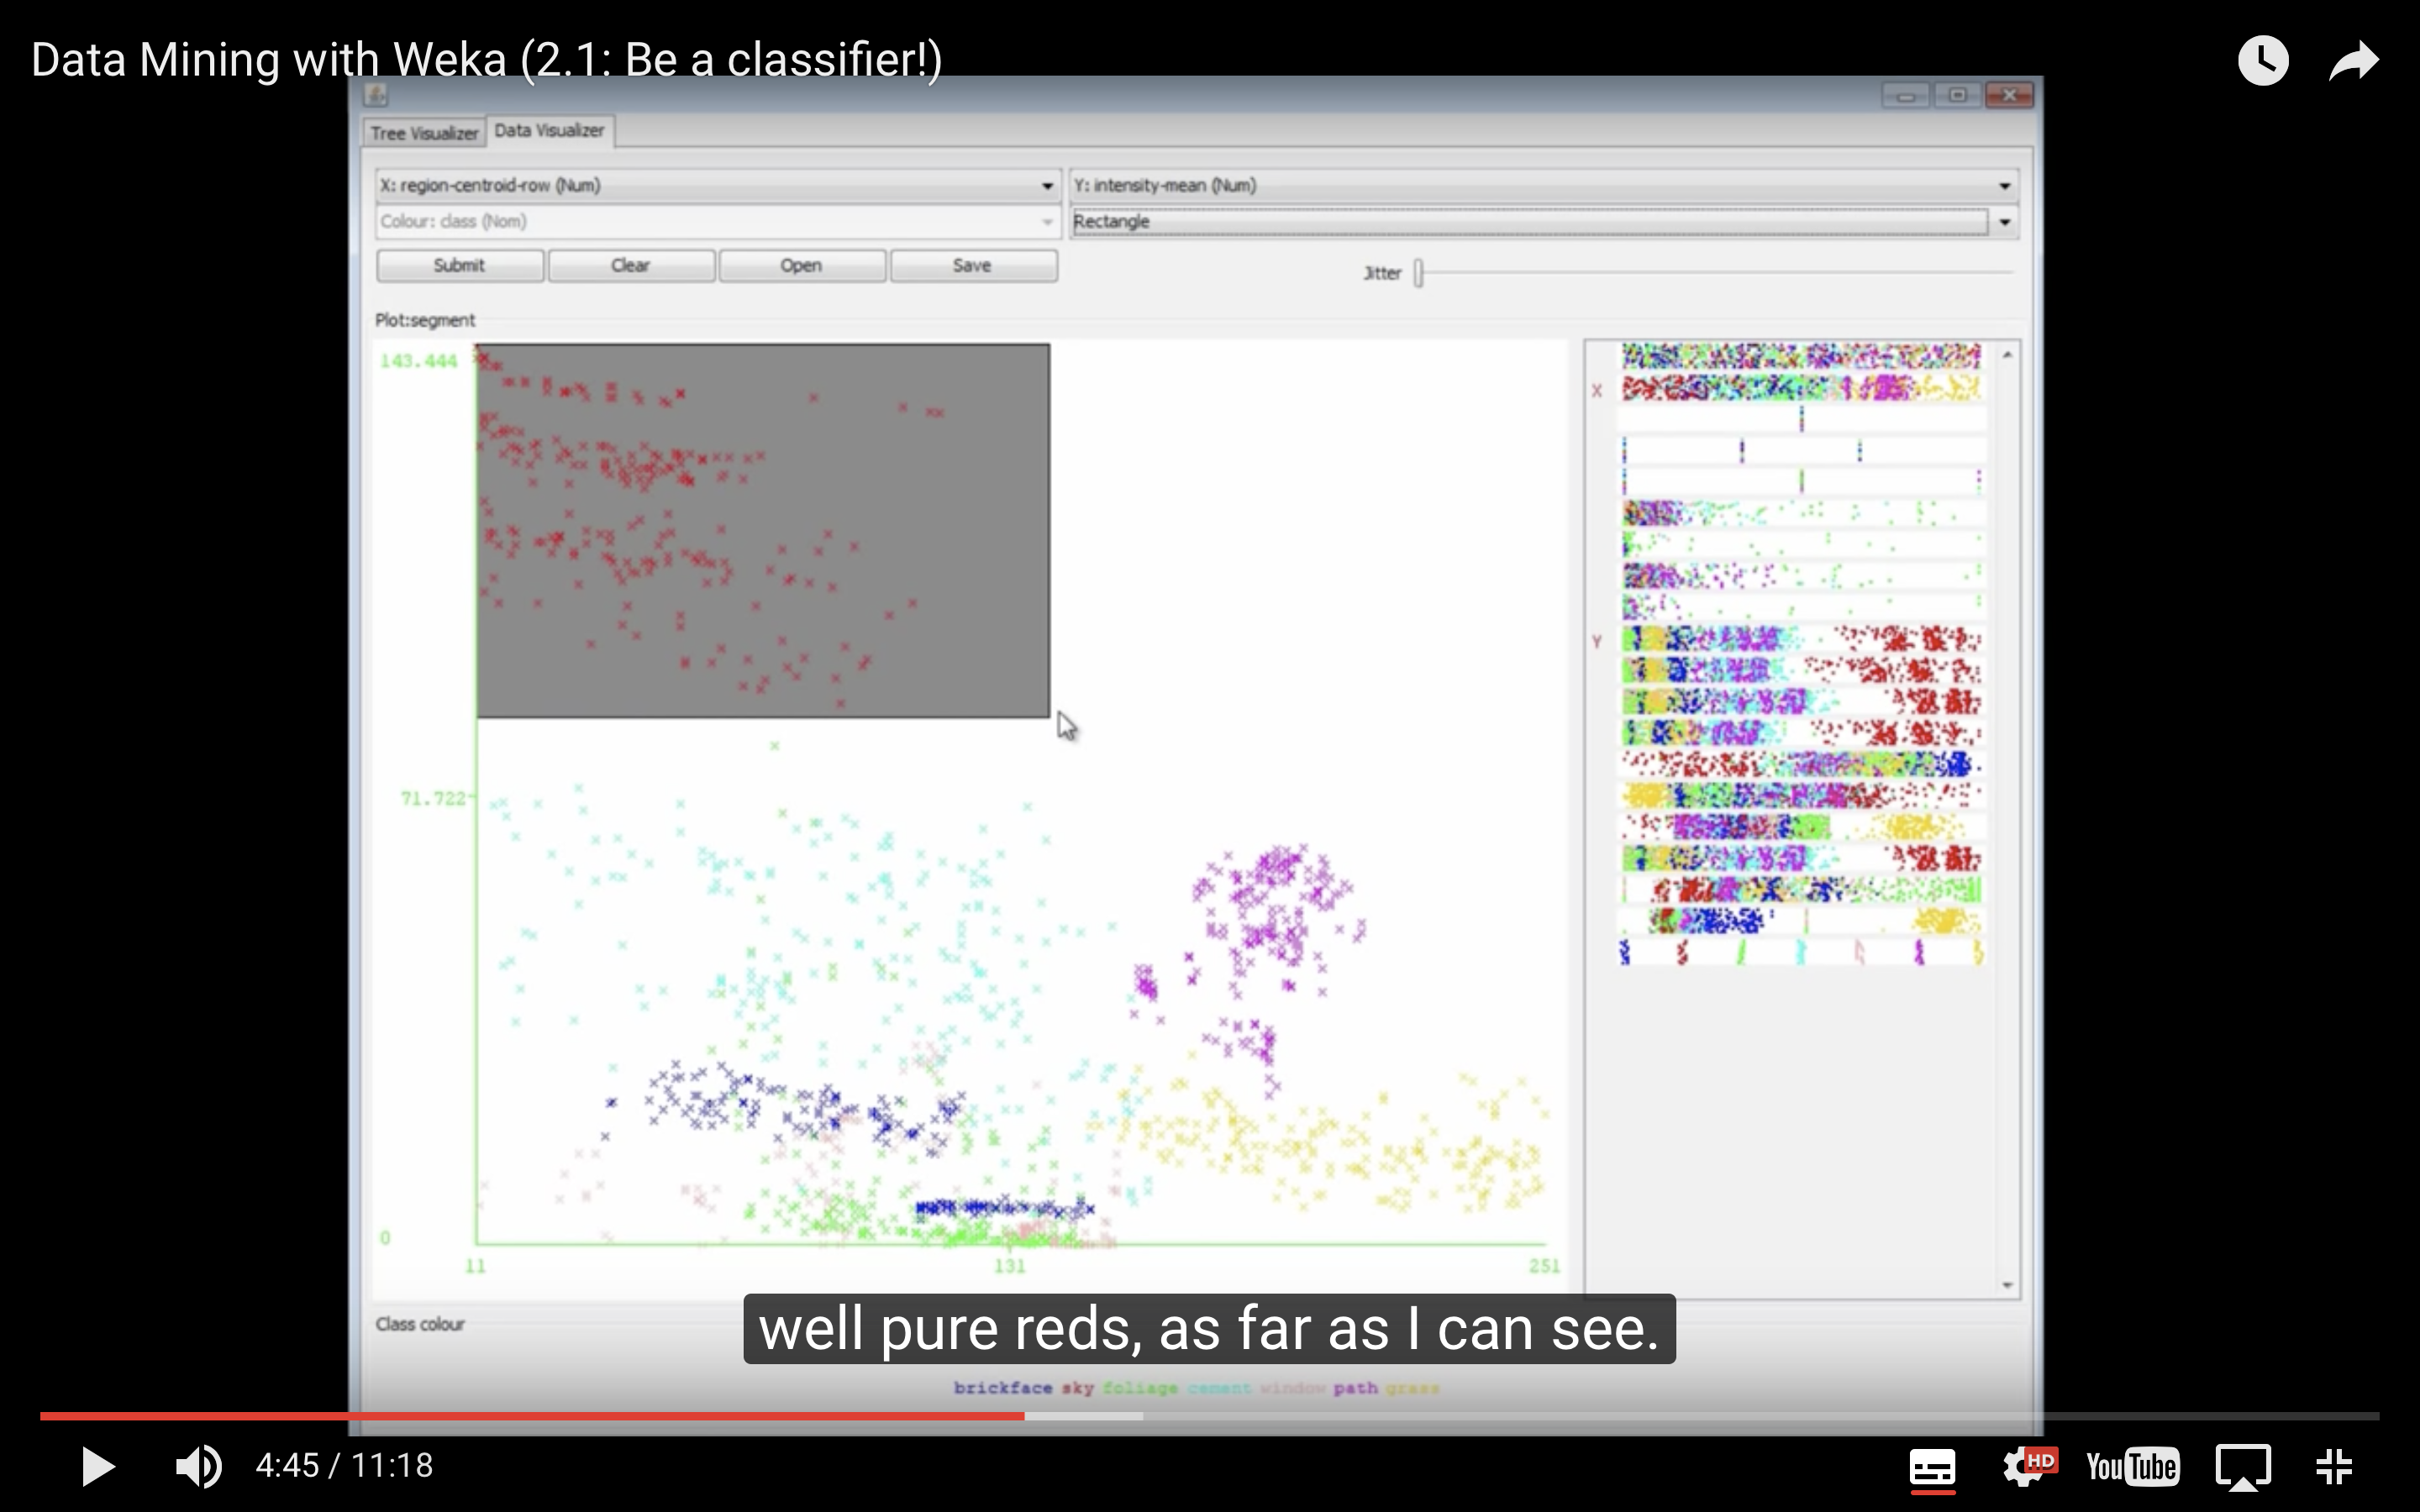 Data Mining with Weka (2.1: Be a classifier!)
Tree Visualizer Data Visualizer
X: region-centroid-row (Num) Y: intensity-mean (Num)
Colour: class (Nom) Rectangle
Submit Clear Open Save Jitter
Plot:segment
143.444
X
Y
71.722
0
11 131 251
Class colour
well pure reds, as far as I can see.
brickface sky foliage cement window path grass
4:45 / 11:18 HD YouTube